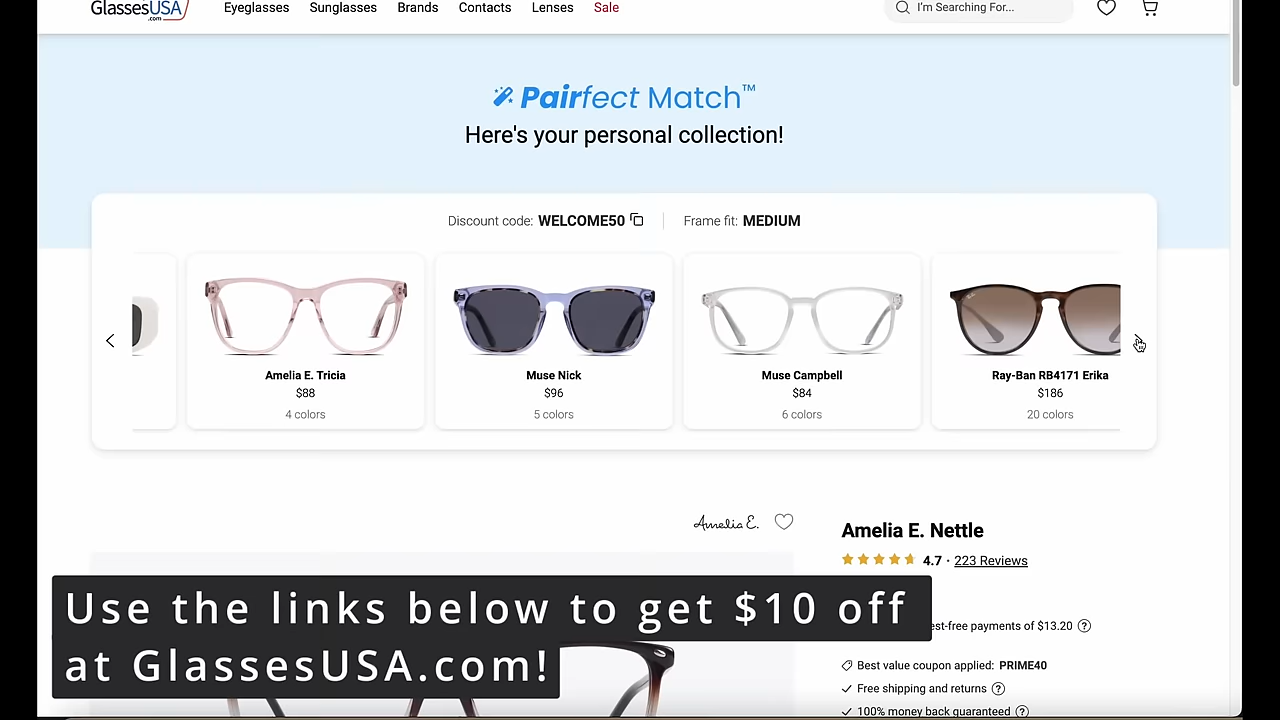 GlassesUSA
.com
Eyeglasses Sunglasses Brands Contacts Lenses Sale
I'm Searching For...
Pairfect Match™
Here's your personal collection!
Discount code: WELCOME50 Frame fit: MEDIUM
Amelia E. Tricia
$88
4 colors
Muse Nick
$96
5 colors
Muse Campbell
$84
6 colors
Ray-Ban RB4171 Erika
$186
20 colors
Amelia E.
Amelia E. Nettle
4.7 · 223 Reviews
payments of $13.20
Best value coupon applied: PRIME40
Free shipping and returns
100% money back guaranteed
Use the links below to get $10 off
at GlassesUSA.com!